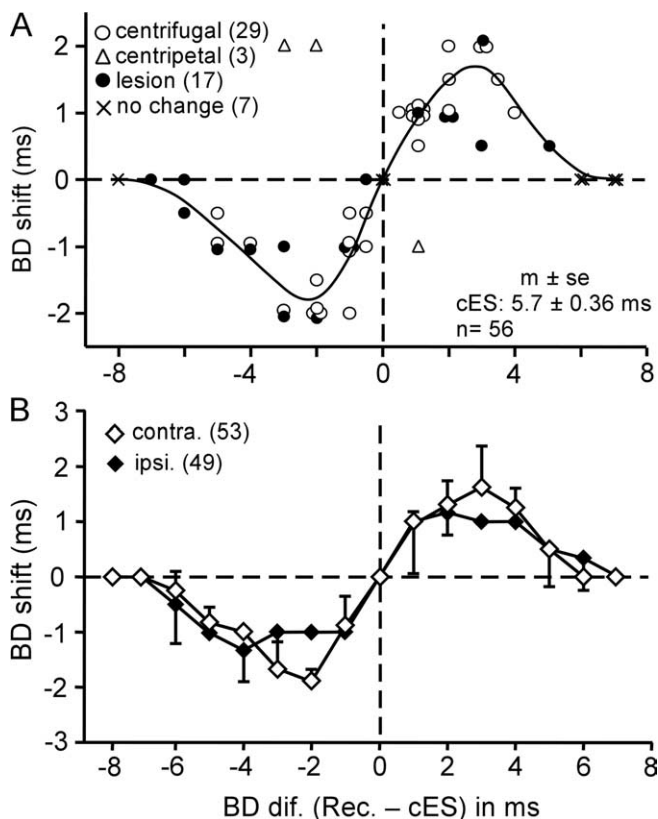 A
○ centrifugal (29)
△ centripetal (3)
● lesion (17)
× no change (7)
BD shift (ms)
2
1
0
-1
-2
m ± se
cES: 5.7 ± 0.36 ms
n= 56
-8 -4 0 4 8
B
◇ contra. (53)
◆ ipsi. (49)
BD shift (ms)
3
2
1
0
-1
-2
-3
-8 -6 -4 -2 0 2 4 6 8
BD dif. (Rec. – cES) in ms